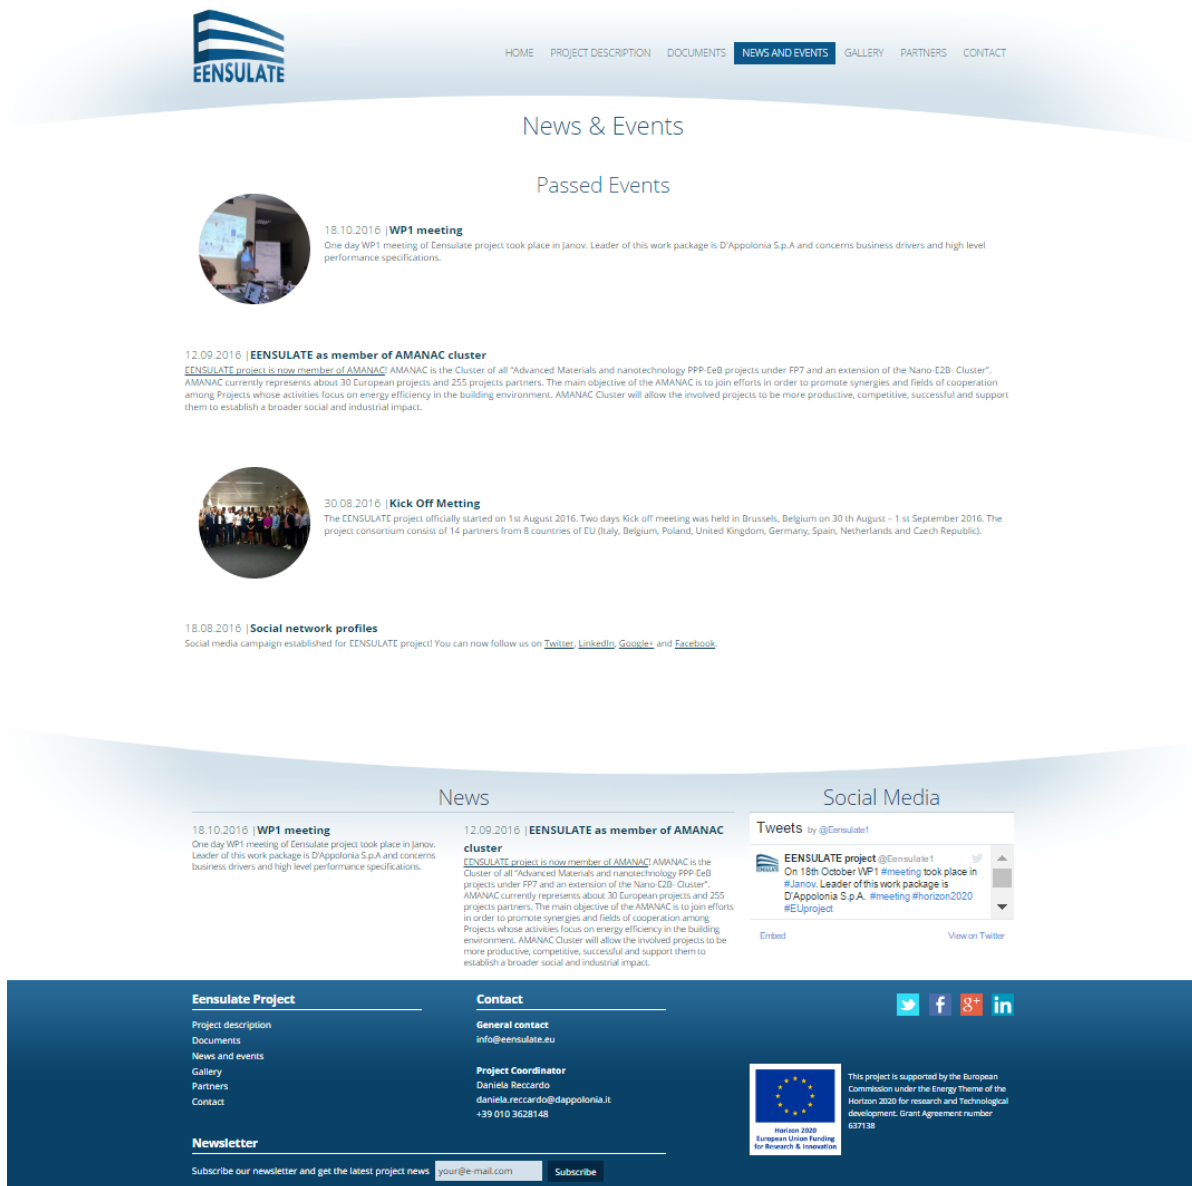 EENSULATE
HOME PROJECT DESCRIPTION DOCUMENTS NEWS AND EVENTS GALLERY PARTNERS CONTACT
News & Events
Passed Events
18.10.2016 |WP1 meeting
One day WP1 meeting of Eensulate project took place in Janov. Leader of this work package is D'Appolonia S.p.A and concerns business drivers and high level
performance specifications.
12.09.2016 |EENSULATE as member of AMANAC cluster
EENSULATE project is now member of AMANAC! AMANAC is the Cluster of all "Advanced Materials and nanotechnology PPP-EeB projects under FP7 and an extension of the Nano-E2B- Cluster".
AMANAC currently represents about 30 European projects and 255 projects partners. The main objective of the AMANAC is to join efforts in order to promote synergies and fields of cooperation
among Projects whose activities focus on energy efficiency in the building environment. AMANAC Cluster will allow the involved projects to be more productive, competitive, successful and support
them to establish a broader social and industrial impact.
30.08.2016 |Kick Off Metting
The EENSULATE project officially started on 1st August 2016. Two days Kick off meeting was held in Brussels, Belgium on 30 th August – 1 st September 2016. The
project consortium consist of 14 partners from 8 countries of EU (Italy, Belgium, Poland, United Kingdom, Germany, Spain, Netherlands and Czech Republic).
18.08.2016 |Social network profiles
Social media campaign established for EENSULATE project! You can now follow us on Twitter, LinkedIn, Google+ and Facebook.
News
18.10.2016 |WP1 meeting
One day WP1 meeting of Eensulate project took place in Janov.
Leader of this work package is D'Appolonia S.p.A and concerns
business drivers and high level performance specifications.
12.09.2016 |EENSULATE as member of AMANAC
cluster
EENSULATE project is now member of AMANAC! AMANAC is the
Cluster of all "Advanced Materials and nanotechnology PPP-EeB
projects under FP7 and an extension of the Nano-E2B- Cluster".
AMANAC currently represents about 30 European projects and 255
projects partners. The main objective of the AMANAC is to join efforts
in order to promote synergies and fields of cooperation among
Projects whose activities focus on energy efficiency in the building
environment. AMANAC Cluster will allow the involved projects to be
more productive, competitive, successful and support them to
establish a broader social and industrial impact.
Social Media
Tweets by @Eensulate1
EENSULATE project @Eensulate1
On 18th October WP1 #meeting took place in
#Janov. Leader of this work package is
D'Appolonia S.p.A. #meeting #horizon2020
#EUproject
Embed View on Twitter
Eensulate Project
Project description
Documents
News and events
Gallery
Partners
Contact
Contact
General contact
info@eensulate.eu
Project Coordinator
Daniela Reccardo
daniela.reccardo@dappolonia.it
+39 010 3628148
Newsletter
Subscribe our newsletter and get the latest project news your@e-mail.com Subscribe
f g+ in
Horizon 2020
European Union Funding
for Research & Innovation
This project is supported by the European
Commission under the Energy Theme of the
Horizon 2020 for research and Technological
development. Grant Agreement number
637138